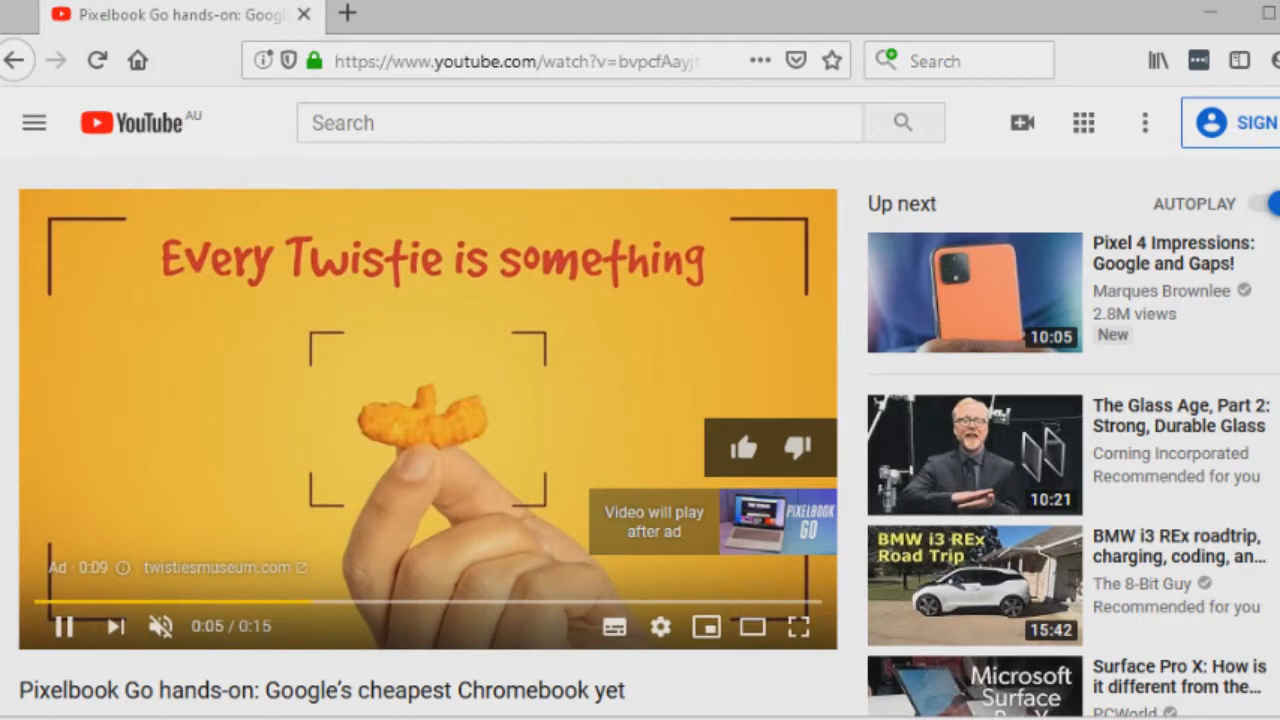 Pixelbook Go hands-on: Googl
https://www.youtube.com/watch?v=bvpcfAayjt
Search
YouTube AU
Search
SIGN
Every Twistie is something
Video will play
after ad
PIXELBOOK
GO
Ad · 0:09 twistiesmuseum.com
0:05 / 0:15
Pixelbook Go hands-on: Google's cheapest Chromebook yet
Up next
AUTOPLAY
10:05
Pixel 4 Impressions:
Google and Gaps!
Marques Brownlee
2.8M views
New
10:21
The Glass Age, Part 2:
Strong, Durable Glass
Corning Incorporated
Recommended for you
BMW i3 REx
Road Trip
15:42
BMW i3 REx roadtrip,
charging, coding, an...
The 8-Bit Guy
Recommended for you
Microsoft
Surface
Surface Pro X: How is
it different from the...
PCWorld